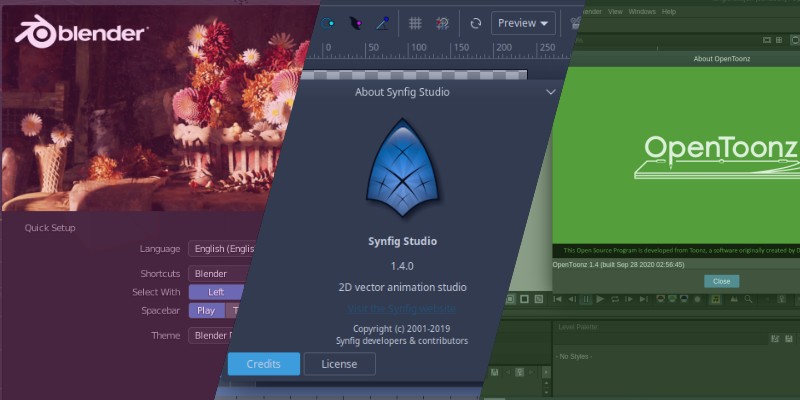 blender
Quick Setup
Language English (Englis
Shortcuts Blender
Select With Left
Spacebar Play T
Theme Blender
Preview
0 50 100 150 200 250
About Synfig Studio
Synfig Studio
1.4.0
2D vector animation studio
Visit the Synfig website
Copyright (c) 2001-2019
Synfig developers & contributors
Credits License
ender View Windows Help
About OpenToonz
OpenToonz
This Open Source Program is developed from Toonz, a software originally created by D
OpenToonz 1.4 (built Sep 28 2020 02:56:45)
Close
Level Palette:
- No Styles -